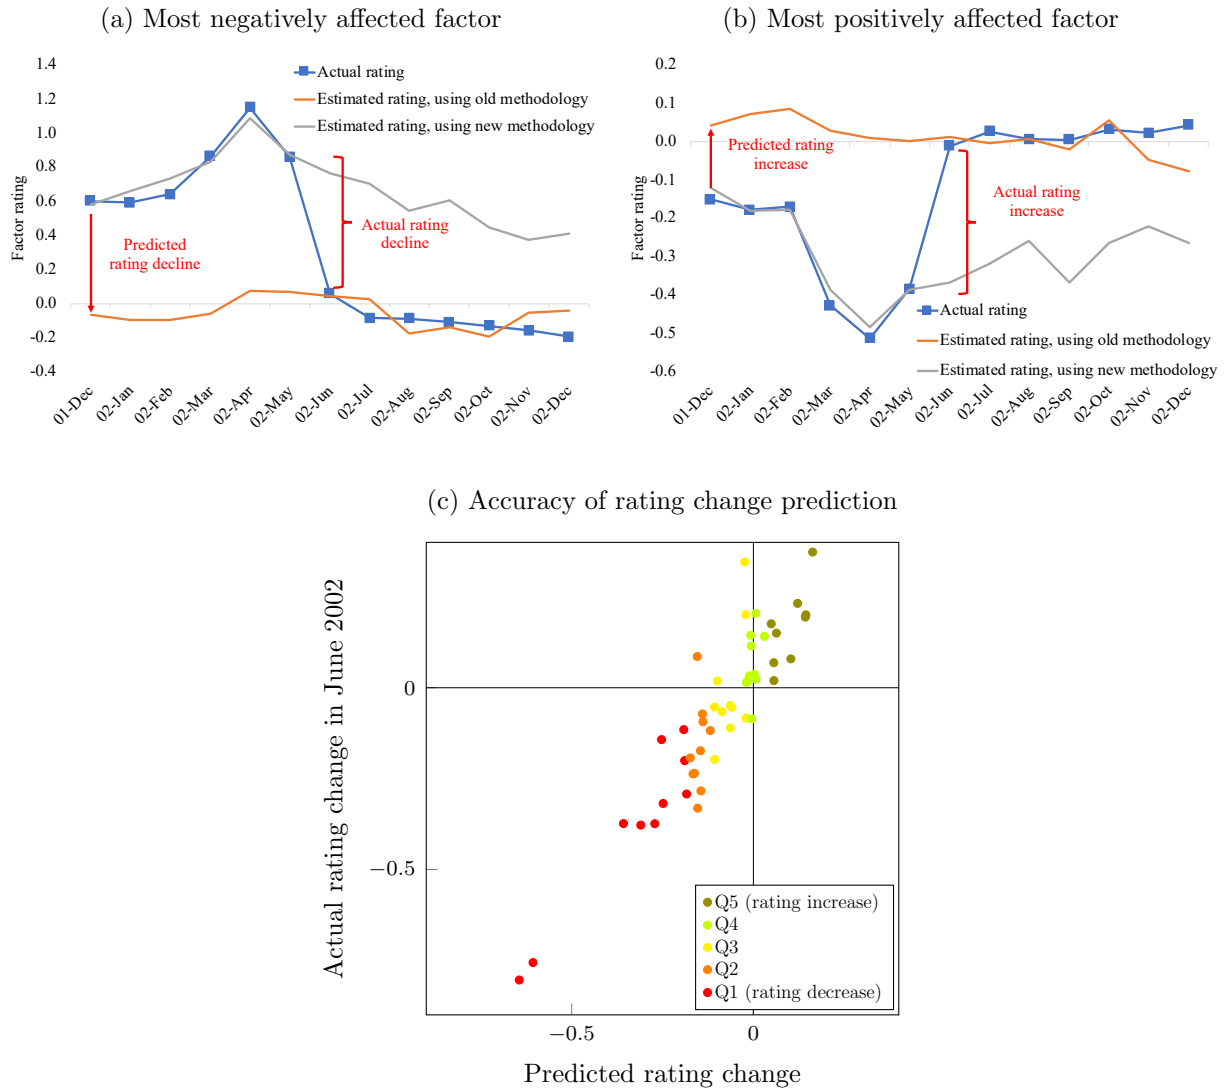 (a) Most negatively affected factor
1.4
1.2
1.0
0.8
0.6
0.4
0.2
0.0
-0.2
-0.4
Factor rating
Actual rating
Estimated rating, using old methodology
Estimated rating, using new methodology
Predicted
rating decline
Actual rating
decline
01-Dec
02-Jan
02-Feb
02-Mar
02-Apr
02-May
02-Jun
02-Jul
02-Aug
02-Sep
02-Oct
02-Nov
02-Dec
(b) Most positively affected factor
0.2
0.1
0.0
-0.1
-0.2
-0.3
-0.4
-0.5
-0.6
Factor rating
Predicted rating
increase
Actual rating
increase
Actual rating
Estimated rating, using old methodology
Estimated rating, using new methodology
01-Dec
02-Jan
02-Feb
02-Mar
02-Apr
02-May
02-Jun
02-Jul
02-Aug
02-Sep
02-Oct
02-Nov
02-Dec
(c) Accuracy of rating change prediction
Actual rating change in June 2002
0
−0.5
Q5 (rating increase)
Q4
Q3
Q2
Q1 (rating decrease)
−0.5
0
Predicted rating change